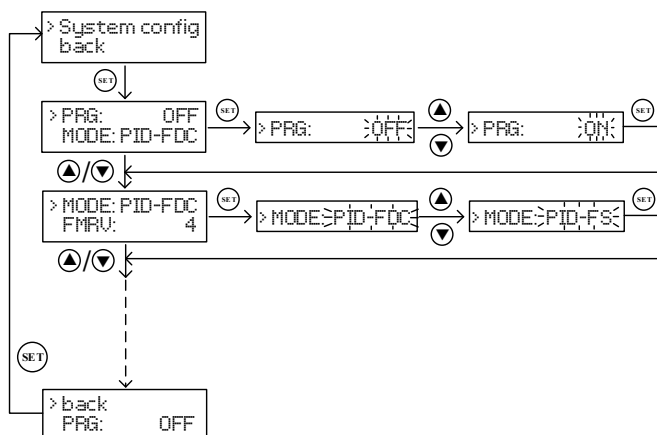 > System config
back
SET
> PRG: OFF
MODE: PID-FDC
SET
> PRG: OFF
> PRG: ON
SET
/
> MODE: PID-FDC
FMRV: 4
SET
> MODE: PID-FDC
> MODE: PID-FS
SET
/
SET
> back
PRG: OFF